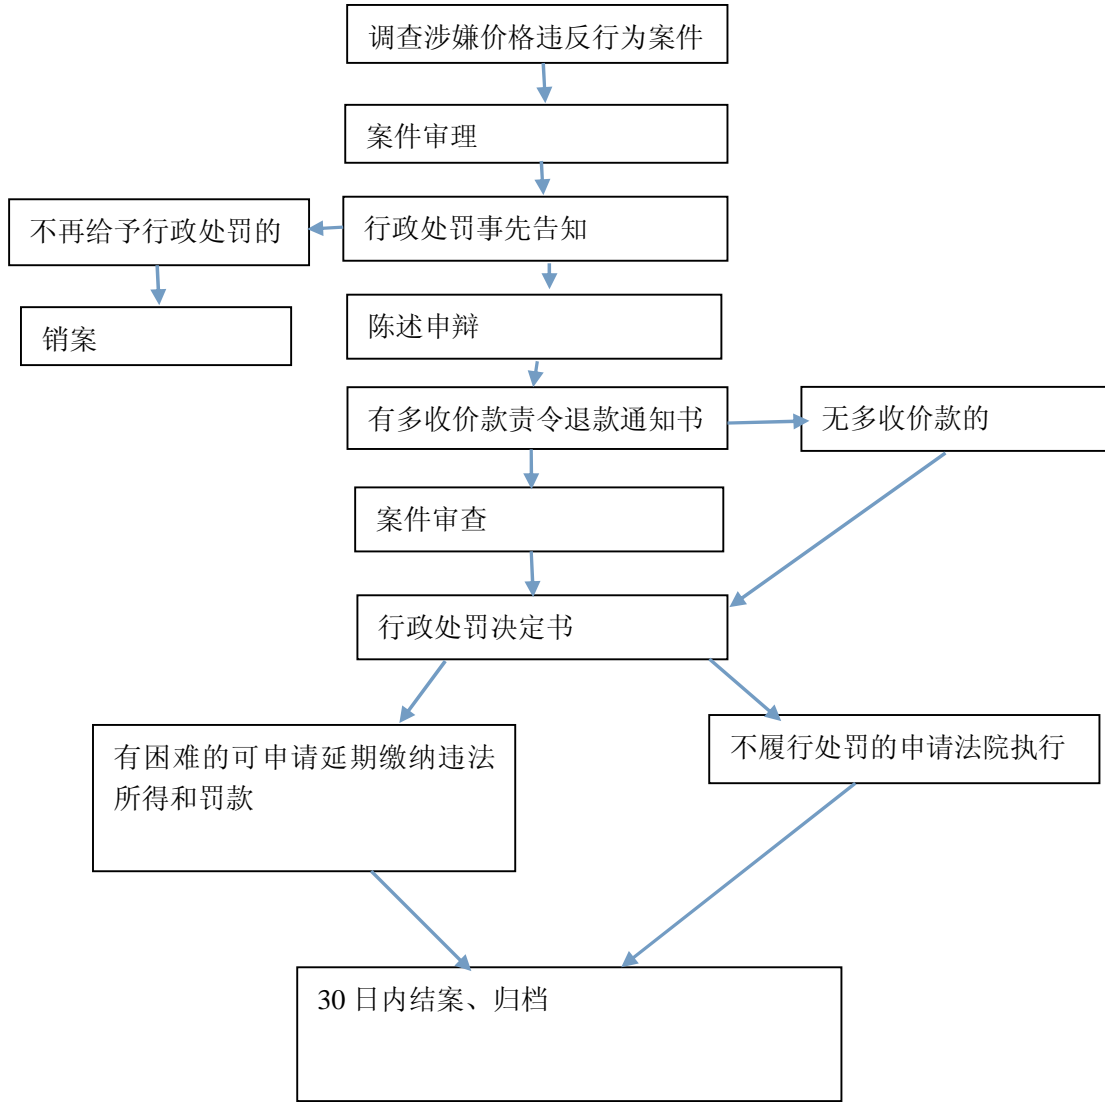 调查涉嫌价格违反行为案件
案件审理
不再给予行政处罚的
行政处罚事先告知
销案
陈述申辩
有多收价款责令退款通知书
无多收价款的
案件审查
行政处罚决定书
有困难的可申请延期缴纳违法
所得和罚款
不履行处罚的申请法院执行
30 日内结案、归档